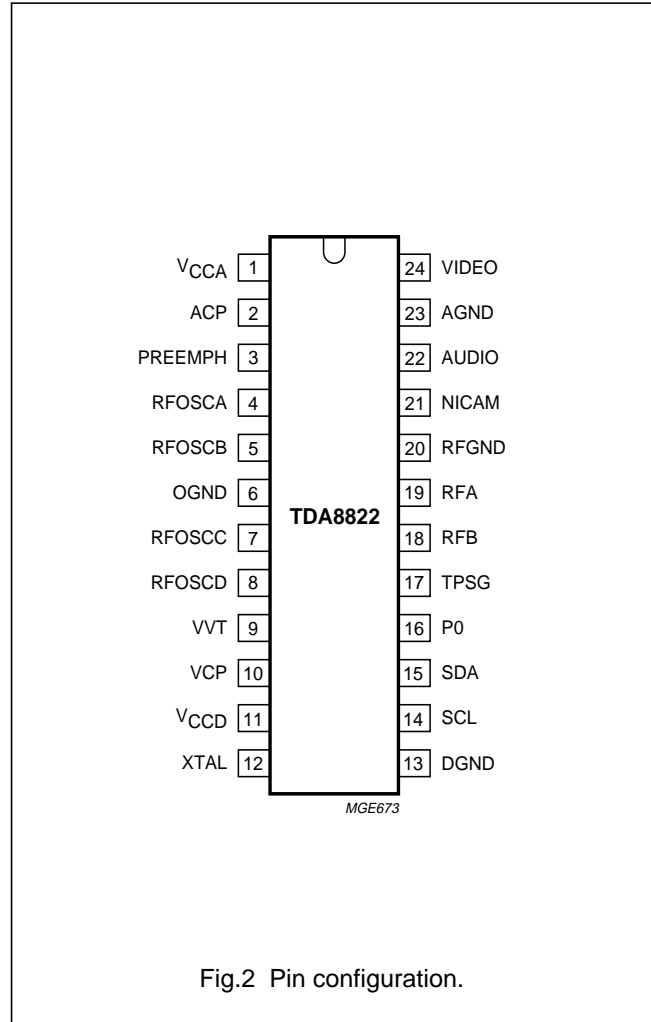 VCCA 1 24 VIDEO
ACP 2 23 AGND
PREEMPH 3 22 AUDIO
RFOSCA 4 21 NICAM
RFOSCB 5 20 RFGND
OGND 6 19 RFA
TDA8822
RFOSCC 7 18 RFB
RFOSCD 8 17 TPSG
VVT 9 16 P0
VCP 10 15 SDA
VCCD 11 14 SCL
XTAL 12 13 DGND
MGE673
Fig.2 Pin configuration.